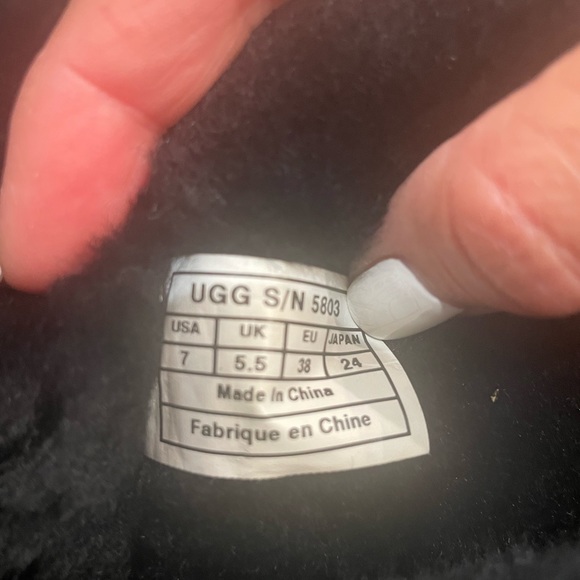 UGG S/N 5803
USA UK EU JAPAN
7 5.5 38 24
Made in China
Fabrique en Chine